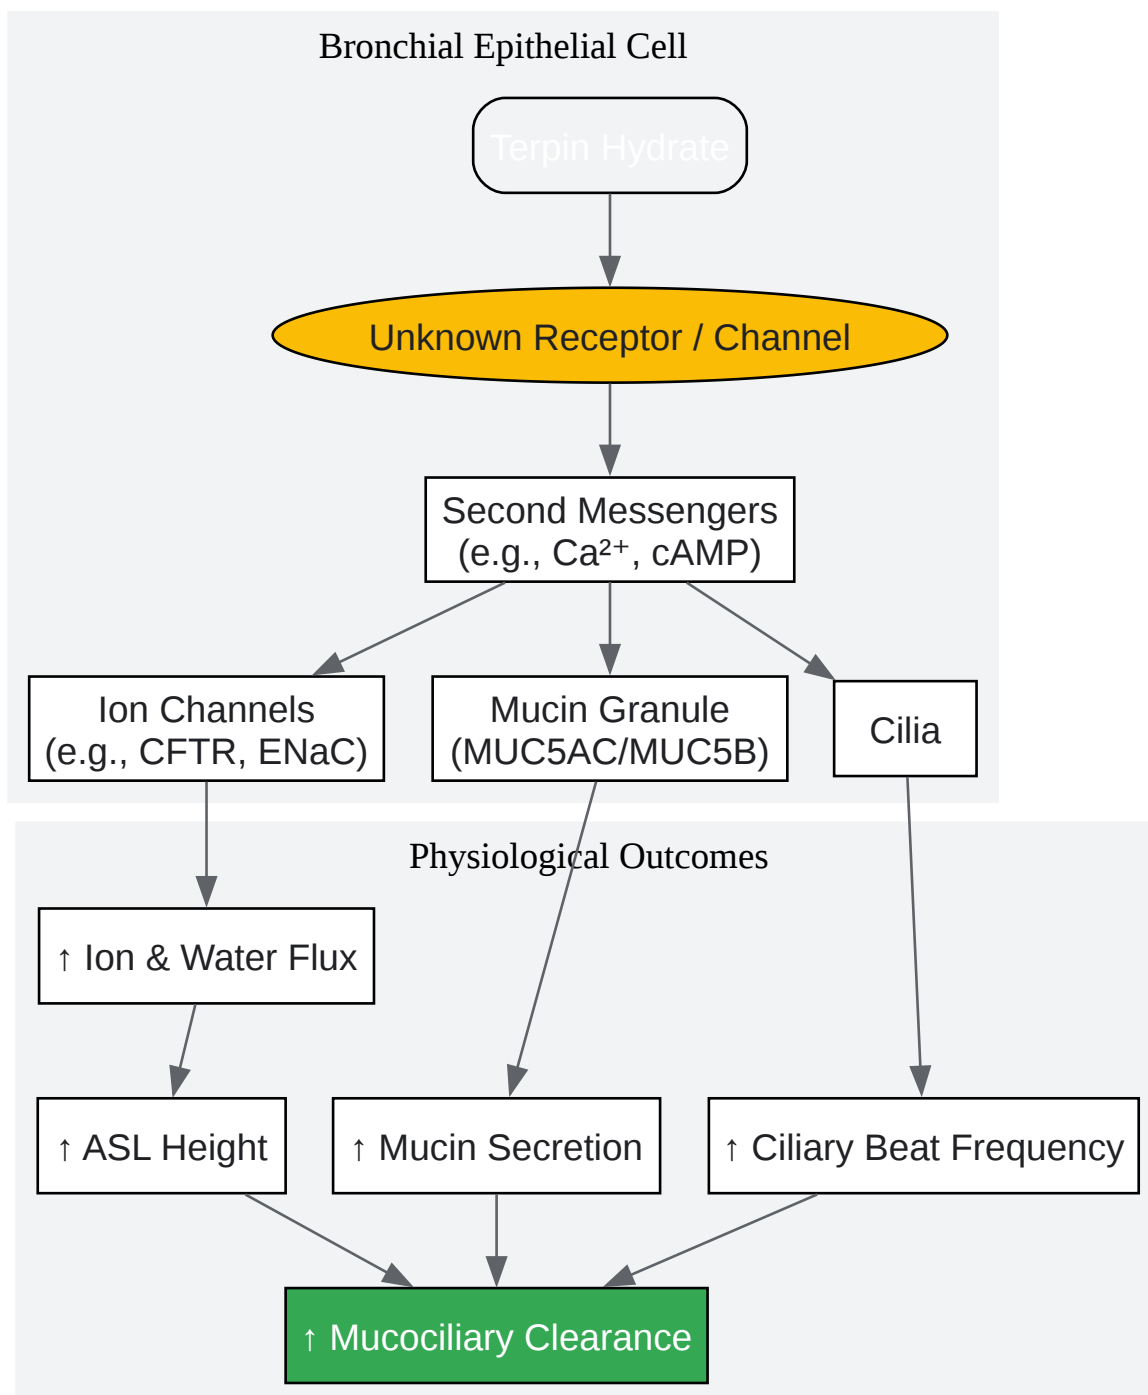 Bronchial Epithelial Cell
Terpin Hydrate
Unknown Receptor / Channel
Second Messengers
(e.g., Ca²⁺, cAMP)
Ion Channels
(e.g., CFTR, ENaC)
Mucin Granule
(MUC5AC/MUC5B)
Cilia
Physiological Outcomes
↑ Ion & Water Flux
↑ ASL Height
↑ Mucin Secretion
↑ Ciliary Beat Frequency
↑ Mucociliary Clearance